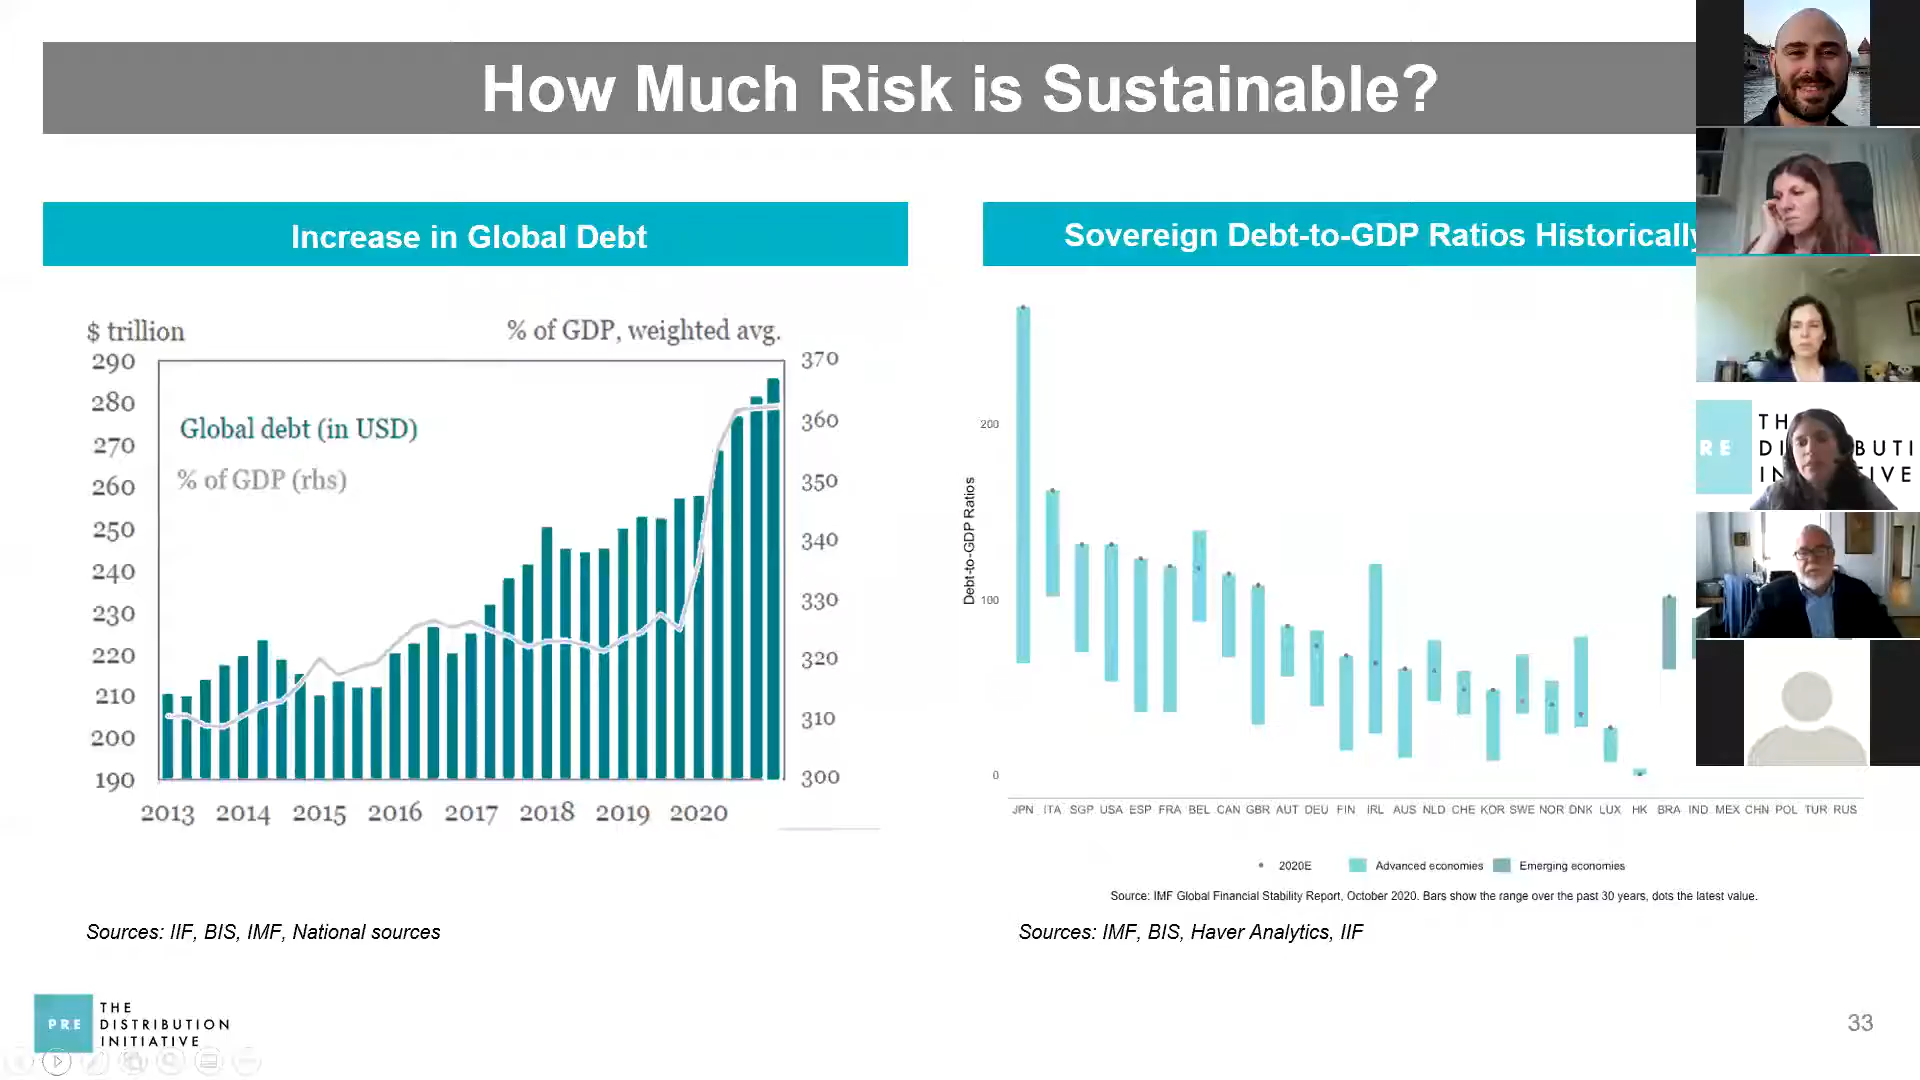 How Much Risk is Sustainable?
Increase in Global Debt
$ trillion
% of GDP, weighted avg.
290
280
270
260
250
240
230
220
210
200
190
Global debt (in USD)
% of GDP (rhs)
370
360
350
340
330
320
310
300
2013 2014 2015 2016 2017 2018 2019 2020
Sources: IIF, BIS, IMF, National sources
Sovereign Debt-to-GDP Ratios Historically
Debt-to-GDP Ratios
200
100
0
JPN ITA SGP USA ESP FRA BEL CAN GBR AUT DEU FIN IRL AUS NLD CHE KOR SWE NOR DNK LUX HK BRA IND MEX CHN POL TUR RUS
2020E Advanced economies Emerging economies
Source: IMF Global Financial Stability Report, October 2020. Bars show the range over the past 30 years, dots the latest value.
Sources: IMF, BIS, Haver Analytics, IIF
PRE
THE
DISTRIBUTION
INITIATIVE
33